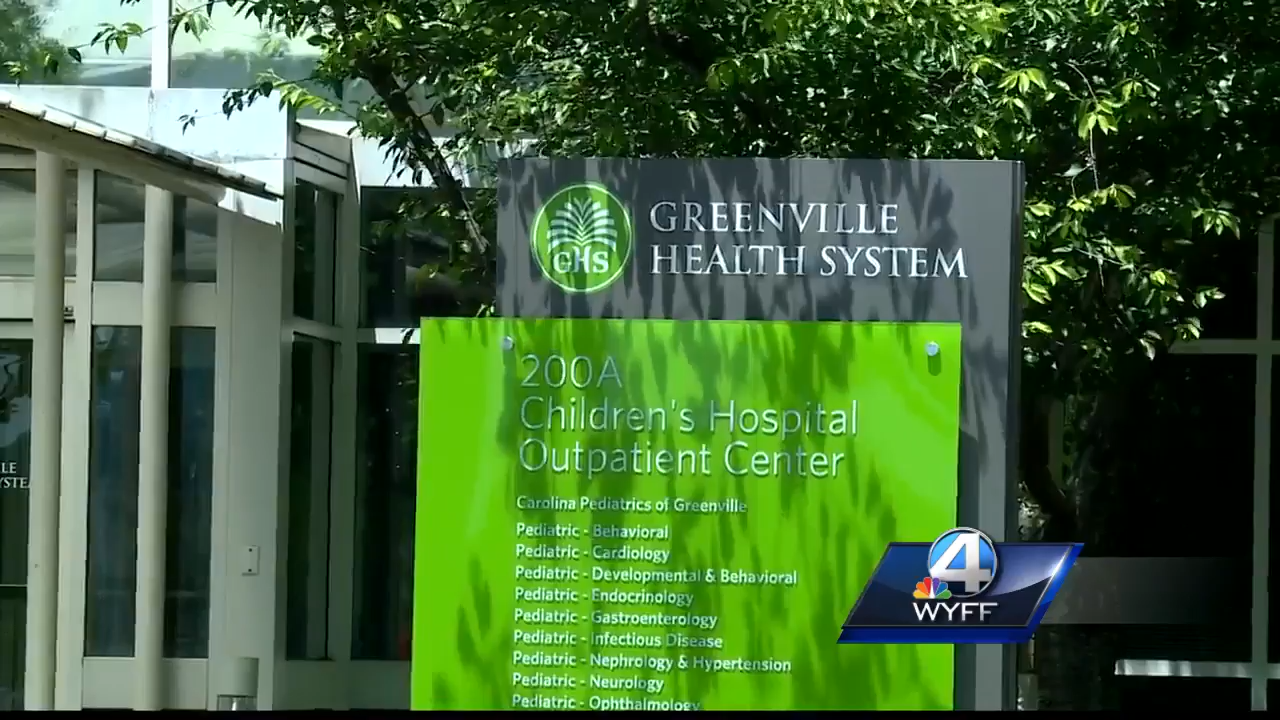 GREENVILLE
HEALTH SYSTEM
GHS
200A
Children's Hospital
Outpatient Center
Carolina Pediatrics of Greenville
Pediatric - Behavioral
Pediatric - Cardiology
Pediatric - Developmental & Behavioral
Pediatric - Endocrinology
Pediatric - Gastroenterology
Pediatric - Infectious Disease
Pediatric - Nephrology & Hypertension
Pediatric - Neurology
Pediatric - Ophthalmology
4
WYFF